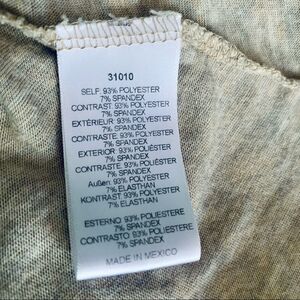 31010
SELF: 93% POLYESTER
7% SPANDEX
CONTRAST: 93% POLYESTER
7% SPANDEX
EXTÉRIEUR: 93% POLYESTER
7% SPANDEX
CONTRASTE: 93% POLYESTER
7% SPANDEX
EXTERIOR: 93% POLIÉSTER
7% SPANDEX
CONTRASTE: 93% POLIÉSTER
7% SPANDEX
Außen: 93% POLYESTER
7% ELASTHAN
KONTRAST: 93% POLYESTER
7% ELASTHAN
ESTERNO: 93% POLIESTERE
7% SPANDEX
CONTRASTO: 93% POLIESTERE
7% SPANDEX
MADE IN MEXICO